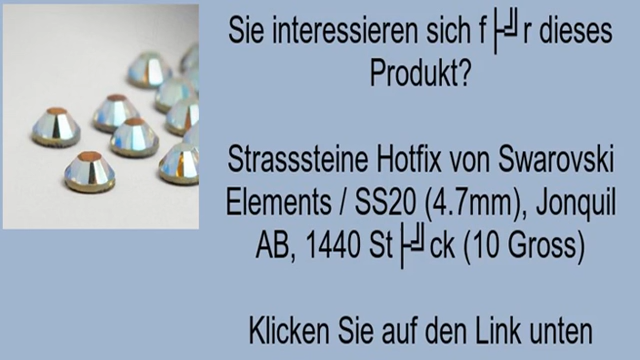 Sie interessieren sich f├╝r dieses
Produkt?
Strasssteine Hotfix von Swarovski
Elements / SS20 (4.7mm), Jonquil
AB, 1440 St├╝ck (10 Gross)
Klicken Sie auf den Link unten